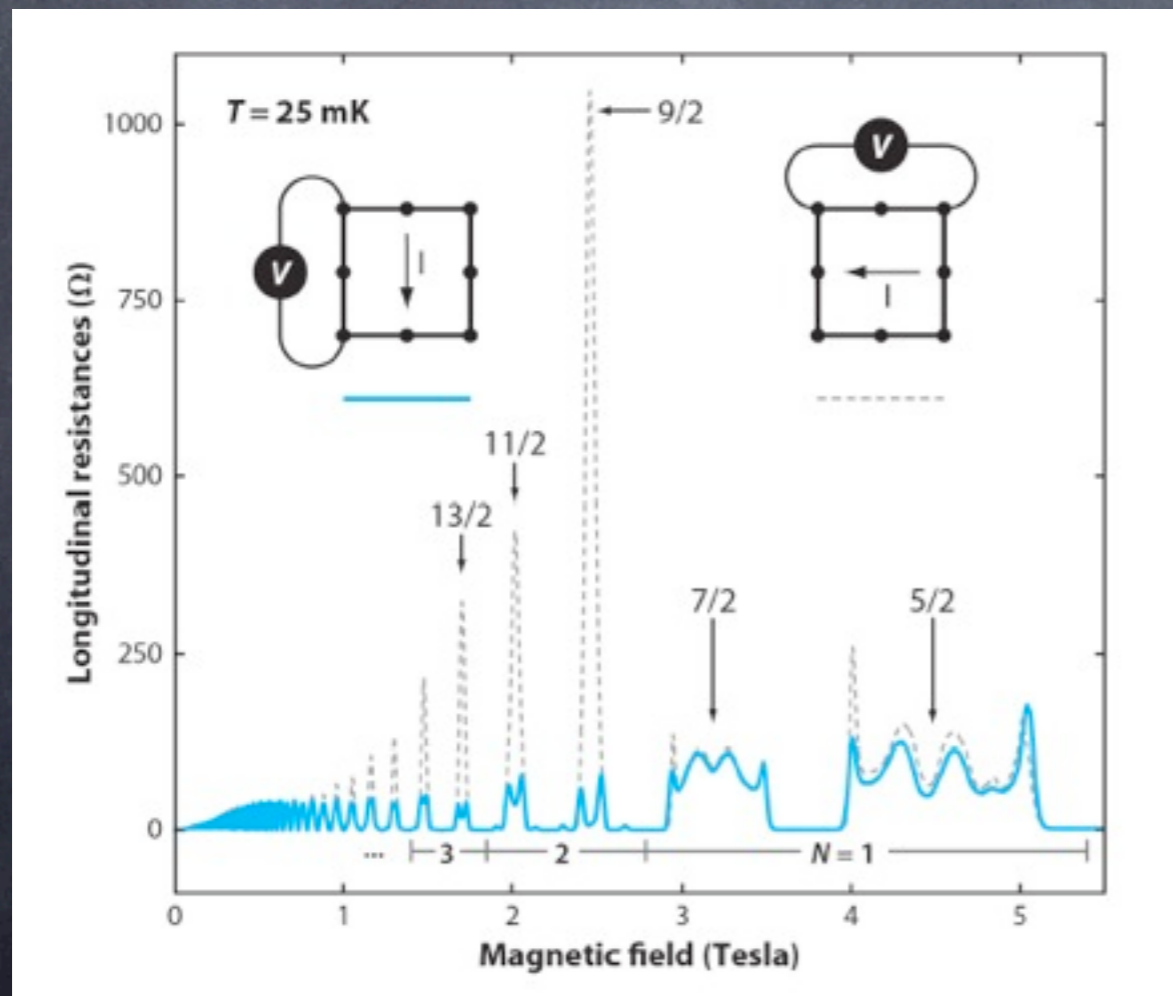 T = 25 mK
1000
750
500
250
0
Longitudinal resistances (Ω)
9/2
V
I
V
I
11/2
13/2
7/2
5/2
... 3 2 N = 1
0 1 2 3 4 5
Magnetic field (Tesla)